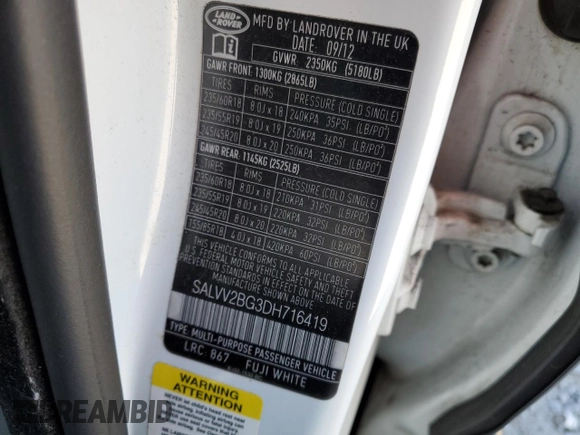 LAND ROVER
MFD BY LANDROVER IN THE UK
DATE: 09/12
GVWR 2350KG (5180LB)
GAWR FRONT 1300KG (2865LB)
TIRES RIMS PRESSURE (COLD SINGLE)
235/60R18 8.0J x 18 240KPA 35PSI (LB/PO²)
235/55R19 8.0J x 19 250KPA 36PSI (LB/PO²)
245/45R20 8.0J x 20 250KPA 36PSI (LB/PO²)
GAWR REAR: 1145KG (2525LB)
TIRES RIMS PRESSURE (COLD SINGLE)
235/60R18 8.0J x 18 210KPA 31PSI (LB/PO²)
235/55R19 8.0J x 19 220KPA 32PSI (LB/PO²)
245/45R20 8.0J x 20 220KPA 32PSI (LB/PO²)
155/85R18 4.0J x 18 420KPA 60PSI (LB/PO²)
THIS VEHICLE CONFORMS TO ALL APPLICABLE
U.S FEDERAL MOTOR VEHICLE SAFETY AND THEFT
PREVENTION STANDARDS IN EFFECT ON THE DATE OF
MANUFACTURE SHOWN ABOVE.
SALVV2BG3DH716419
TYPE: MULTI-PURPOSE PASSENGER VEHICLE
LRC 867 FUJI WHITE
WARNING
ATTENTION
DREAMBID